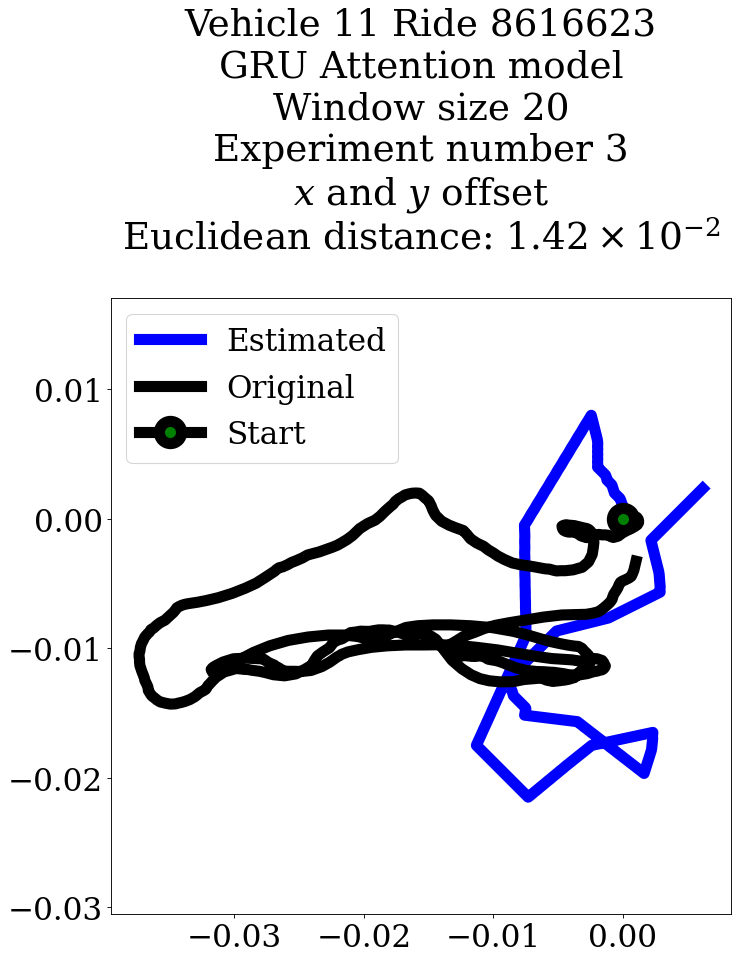 Vehicle 11 Ride 8616623
GRU Attention model
Window size 20
Experiment number 3
x and y offset
Euclidean distance: 1.42 × 10⁻²
Estimated
Original
Start
0.01
0.00
−0.01
−0.02
−0.03
−0.03 −0.02 −0.01 0.00